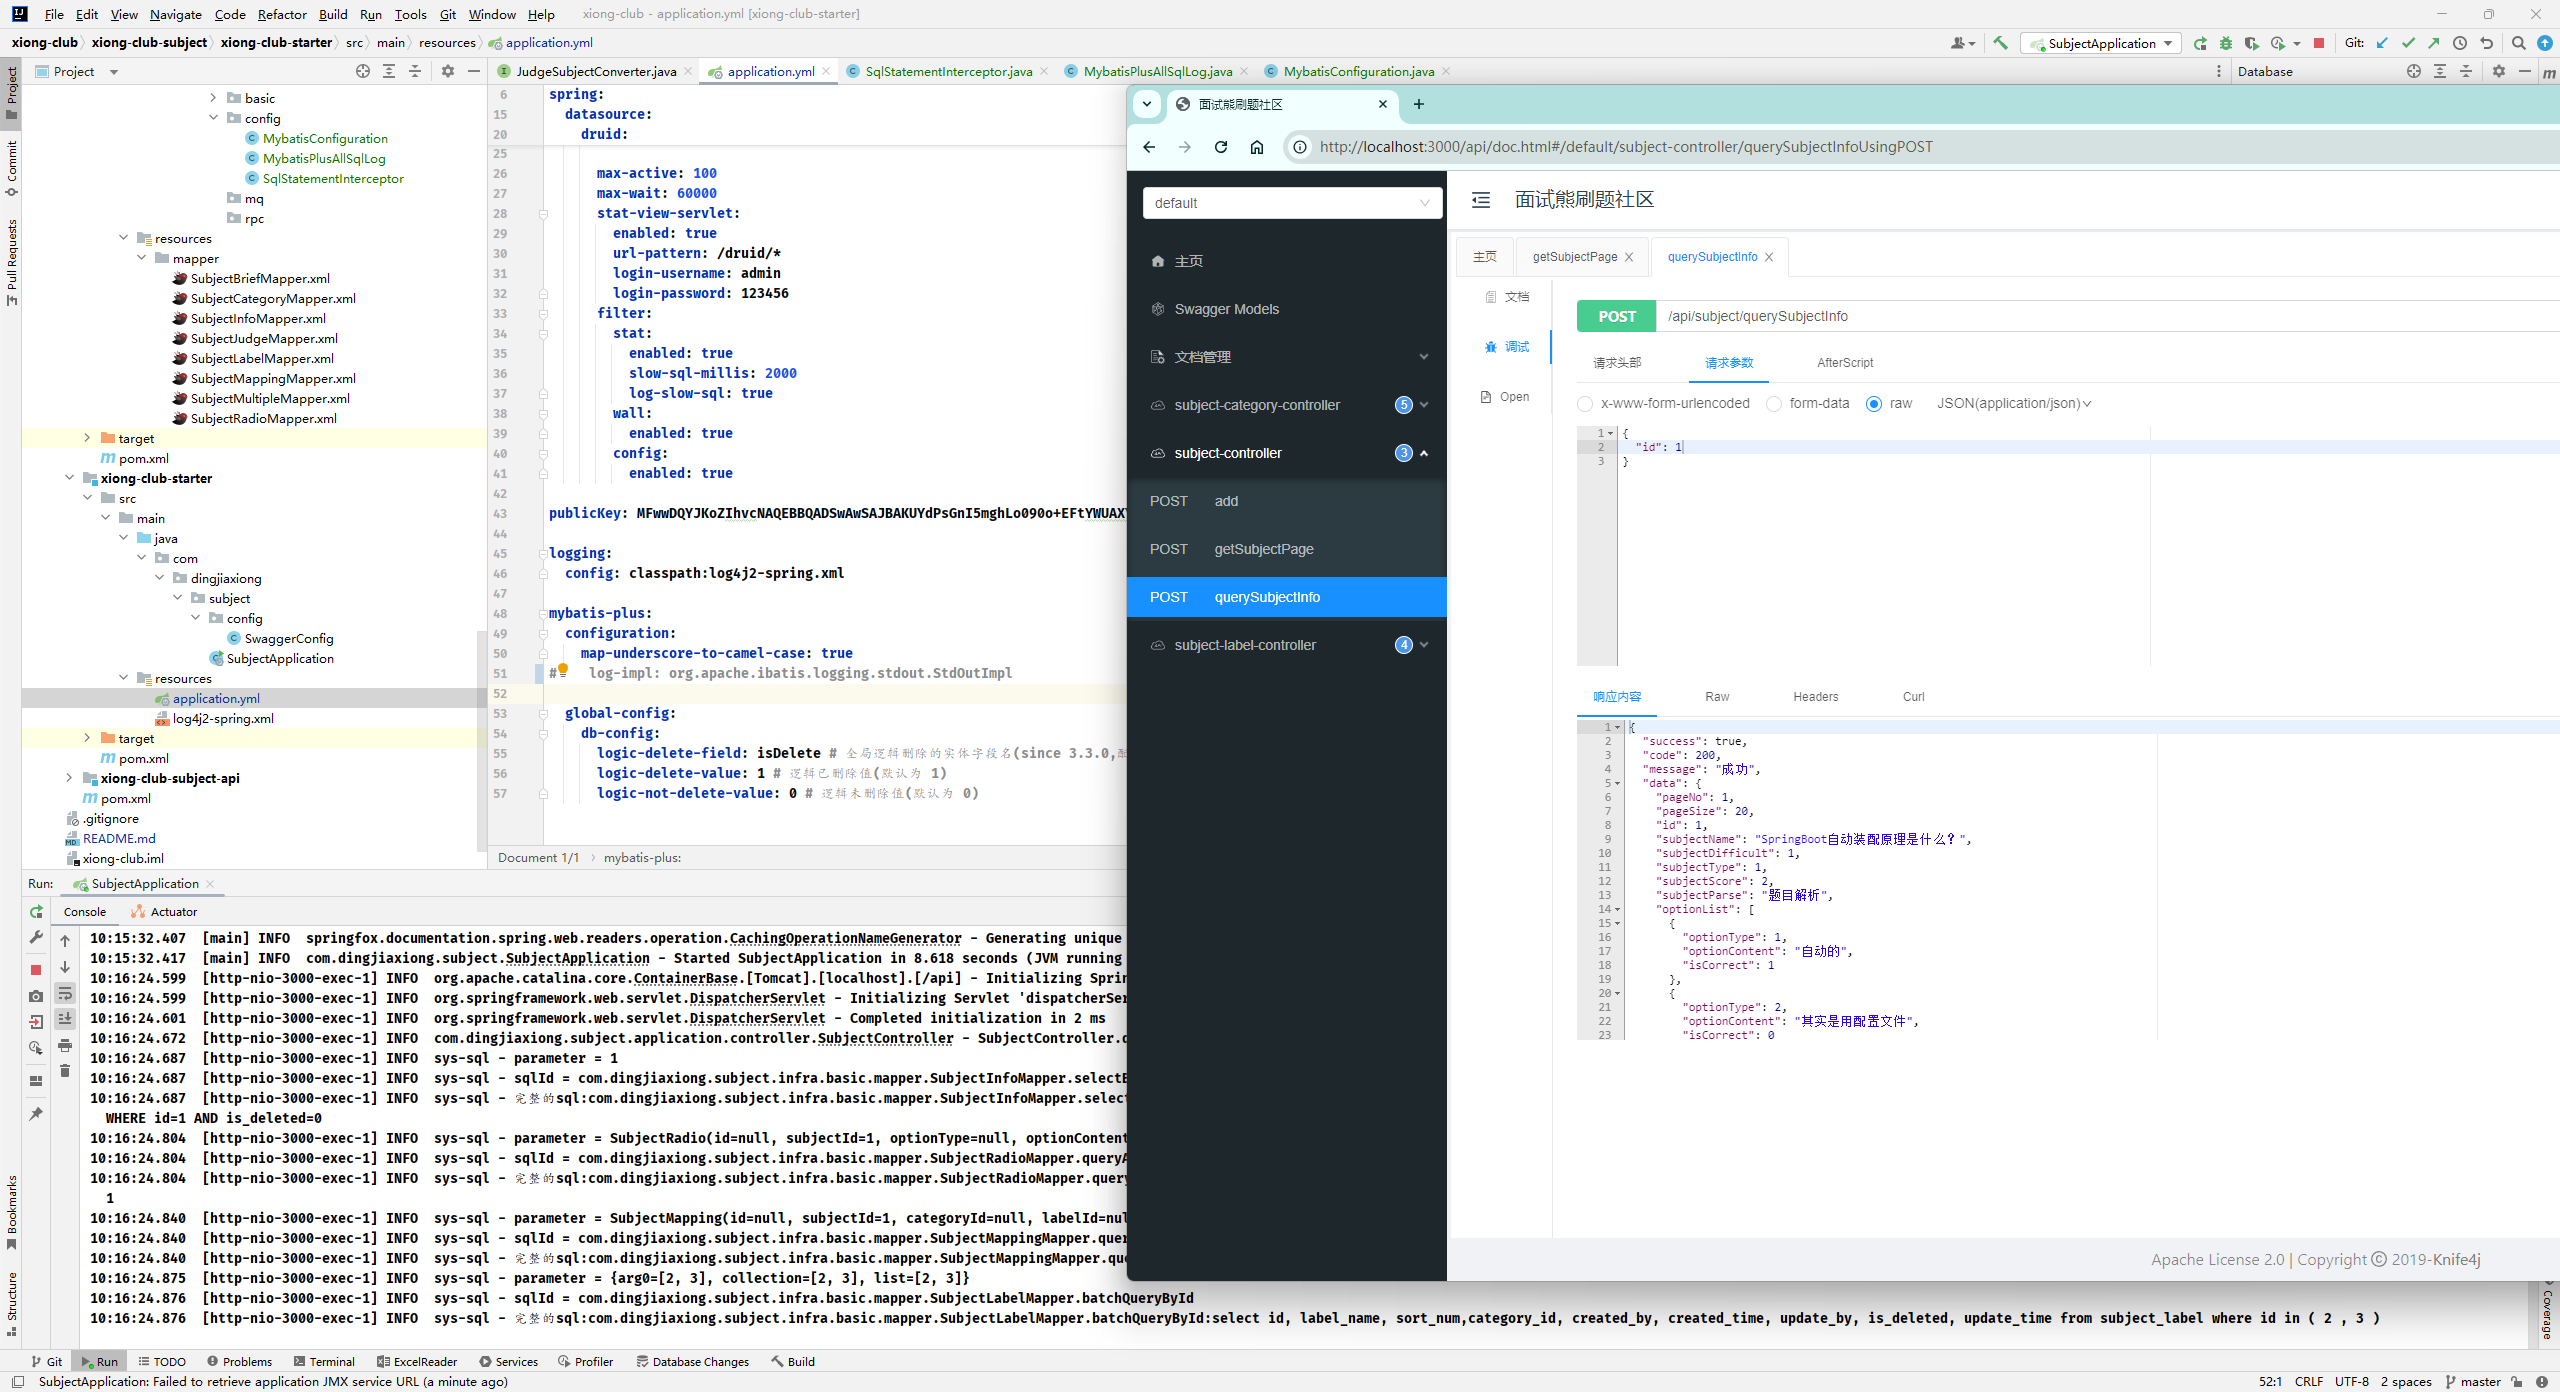 File Edit View Navigate Code Refactor Build Run Tools Git Window Help xiong-club - application.yml [xiong-club-starter]
xiong-club xiong-club-subject xiong-club-starter src main resources application.yml
SubjectApplication Git:
Project
JudgeSubjectConverter.java application.yml SqlStatementInterceptor.java MybatisPlusAllSqlLog.java MybatisConfiguration.java
Database
Project
Commit
Pull Requests
Bookmarks
Structure
Coverage
basic
config
MybatisConfiguration
MybatisPlusAllSqlLog
SqlStatementInterceptor
mq
rpc
resources
mapper
SubjectBriefMapper.xml
SubjectCategoryMapper.xml
SubjectInfoMapper.xml
SubjectJudgeMapper.xml
SubjectLabelMapper.xml
SubjectMappingMapper.xml
SubjectMultipleMapper.xml
SubjectRadioMapper.xml
target
pom.xml
xiong-club-starter
src
main
java
com
dingjiaxiong
subject
config
SwaggerConfig
SubjectApplication
resources
application.yml
log4j2-spring.xml
target
pom.xml
xiong-club-subject-api
pom.xml
.gitignore
README.md
xiong-club.iml
6 spring:
15 datasource:
20 druid:
25
26 max-active: 100
27 max-wait: 60000
28 stat-view-servlet:
29 enabled: true
30 url-pattern: /druid/*
31 login-username: admin
32 login-password: 123456
33 filter:
34 stat:
35 enabled: true
36 slow-sql-millis: 2000
37 log-slow-sql: true
38 wall:
39 enabled: true
40 config:
41 enabled: true
42
43 publicKey: MFwwDQYJKoZIhvcNAQEBBQADSwAwSAJBAKUYdPsGnI5mghLo090o+EFtYWUAX
44
45 logging:
46 config: classpath:log4j2-spring.xml
47
48 mybatis-plus:
49 configuration:
50 map-underscore-to-camel-case: true
51 # log-impl: org.apache.ibatis.logging.stdout.StdOutImpl
52
53 global-config:
54 db-config:
55 logic-delete-field: isDelete # 全局逻辑删除的实体字段名(since 3.3.0,
56 logic-delete-value: 1 # 逻辑已删除值(默认为 1)
57 logic-not-delete-value: 0 # 逻辑未删除值(默认为 0)
Document 1/1 mybatis-plus:
面试熊刷题社区
http://localhost:3000/api/doc.html#/default/subject-controller/querySubjectInfoUsingPOST
default
主页
Swagger Models
文档管理
subject-category-controller 5
subject-controller 3
POST add
POST getSubjectPage
POST querySubjectInfo
subject-label-controller 4
面试熊刷题社区
主页 getSubjectPage querySubjectInfo
文档
调试
Open
POST /api/subject/querySubjectInfo
请求头部 请求参数 AfterScript
x-www-form-urlencoded form-data raw JSON(application/json)
1 {
2 "id": 1
3 }
响应内容 Raw Headers Curl
1 {
2 "success": true,
3 "code": 200,
4 "message": "成功",
5 "data": {
6 "pageNo": 1,
7 "pageSize": 20,
8 "id": 1,
9 "subjectName": "SpringBoot自动装配原理是什么？",
10 "subjectDifficult": 1,
11 "subjectType": 1,
12 "subjectScore": 2,
13 "subjectParse": "题目解析",
14 "optionList": [
15 {
16 "optionType": 1,
17 "optionContent": "自动的",
18 "isCorrect": 1
19 },
20 {
21 "optionType": 2,
22 "optionContent": "其实是用配置文件",
23 "isCorrect": 0
Apache License 2.0 | Copyright © 2019-Knife4j
Run: SubjectApplication
Console Actuator
10:15:32.407 [main] INFO springfox.documentation.spring.web.readers.operation.CachingOperationNameGenerator - Generating unique
10:15:32.417 [main] INFO com.dingjiaxiong.subject.SubjectApplication - Started SubjectApplication in 8.618 seconds (JVM running
10:16:24.599 [http-nio-3000-exec-1] INFO org.apache.catalina.core.ContainerBase.[Tomcat].[localhost].[/api] - Initializing Sprin
10:16:24.599 [http-nio-3000-exec-1] INFO org.springframework.web.servlet.DispatcherServlet - Initializing Servlet 'dispatcherSer
10:16:24.601 [http-nio-3000-exec-1] INFO org.springframework.web.servlet.DispatcherServlet - Completed initialization in 2 ms
10:16:24.672 [http-nio-3000-exec-1] INFO com.dingjiaxiong.subject.application.controller.SubjectController - SubjectController.q
10:16:24.687 [http-nio-3000-exec-1] INFO sys-sql - parameter = 1
10:16:24.687 [http-nio-3000-exec-1] INFO sys-sql - sqlId = com.dingjiaxiong.subject.infra.basic.mapper.SubjectInfoMapper.selectB
10:16:24.687 [http-nio-3000-exec-1] INFO sys-sql - 完整的sql:com.dingjiaxiong.subject.infra.basic.mapper.SubjectInfoMapper.select
WHERE id=1 AND is_deleted=0
10:16:24.804 [http-nio-3000-exec-1] INFO sys-sql - parameter = SubjectRadio(id=null, subjectId=1, optionType=null, optionContent
10:16:24.804 [http-nio-3000-exec-1] INFO sys-sql - sqlId = com.dingjiaxiong.subject.infra.basic.mapper.SubjectRadioMapper.queryA
10:16:24.804 [http-nio-3000-exec-1] INFO sys-sql - 完整的sql:com.dingjiaxiong.subject.infra.basic.mapper.SubjectRadioMapper.query
1
10:16:24.840 [http-nio-3000-exec-1] INFO sys-sql - parameter = SubjectMapping(id=null, subjectId=1, categoryId=null, labelId=nul
10:16:24.840 [http-nio-3000-exec-1] INFO sys-sql - sqlId = com.dingjiaxiong.subject.infra.basic.mapper.SubjectMappingMapper.quer
10:16:24.840 [http-nio-3000-exec-1] INFO sys-sql - 完整的sql:com.dingjiaxiong.subject.infra.basic.mapper.SubjectMappingMapper.que
10:16:24.875 [http-nio-3000-exec-1] INFO sys-sql - parameter = {arg0=[2, 3], collection=[2, 3], list=[2, 3]}
10:16:24.876 [http-nio-3000-exec-1] INFO sys-sql - sqlId = com.dingjiaxiong.subject.infra.basic.mapper.SubjectLabelMapper.batchQueryById
10:16:24.876 [http-nio-3000-exec-1] INFO sys-sql - 完整的sql:com.dingjiaxiong.subject.infra.basic.mapper.SubjectLabelMapper.batchQueryById:select id, label_name, sort_num,category_id, created_by, created_time, update_by, is_deleted, update_time from subject_label where id in ( 2 , 3 )
Git Run TODO Problems Terminal ExcelReader Services Profiler Database Changes Build
SubjectApplication: Failed to retrieve application JMX service URL (a minute ago) 52:1 CRLF UTF-8 2 spaces master